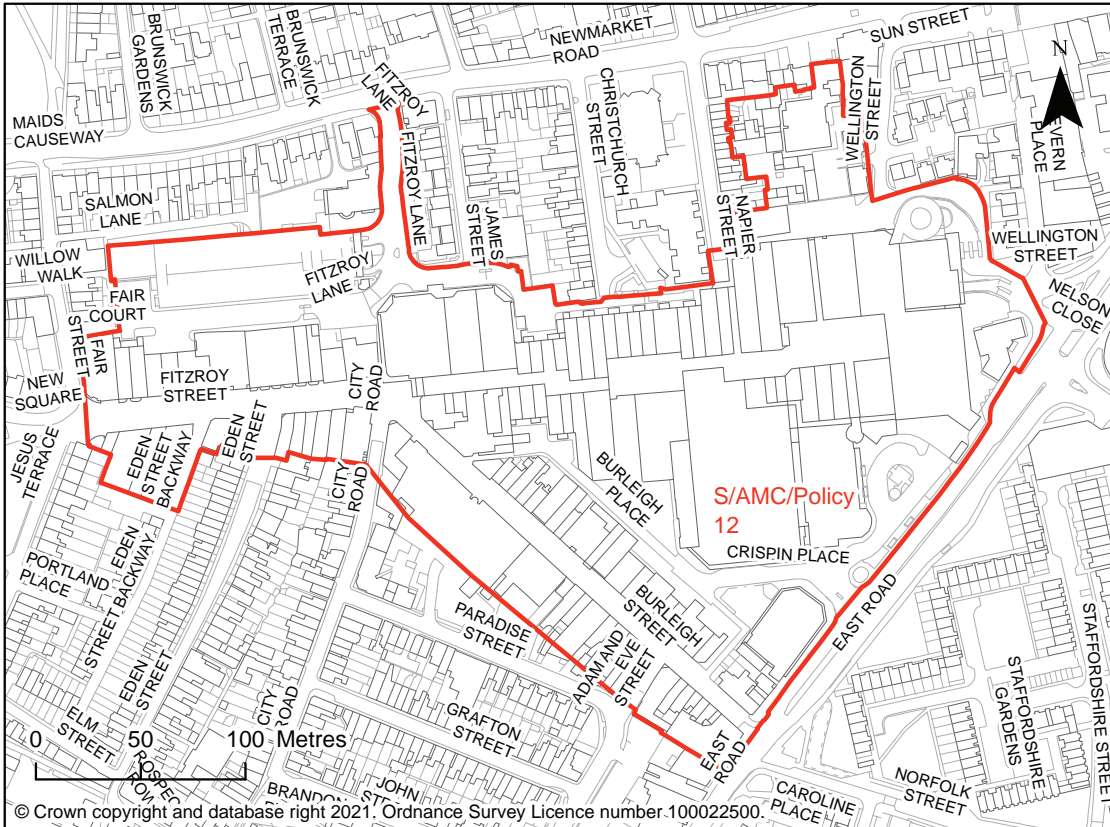 BRUNSWICK
GARDENS
BRUNSWICK
TERRACE
NEWMARKET
ROAD
SUN STREET
N
MAIDS
CAUSEWAY
FITZROY
LANE
FITZROY LANE
CHRISTCHURCH
STREET
WELLINGTON
STREET
EVERN
PLACE
SALMON
LANE
JAMES
STREET
NAPIER
STREET
WILLOW
WALK
FITZROY
LANE
WELLINGTON
STREET
FAIR
COURT
NELSON
CLOSE
FAIR
STREET
NEW
SQUARE
FITZROY
STREET
CITY
ROAD
JESUS
TERRACE
EDEN
STREET
BACKWAY
EDEN
STREET
CITY
ROAD
BURLEIGH
PLACE
S/AMC/Policy
12
CRISPIN PLACE
EDEN
STREET BACKWAY
PORTLAND
PLACE
PARADISE
STREET
BURLEIGH
STREET
EAST ROAD
ADAM AND
EVE
STREET
EDEN
STREET
CITY
ROAD
GRAFTON
STREET
ELM
STREET
STAFFORDSHIRE
GARDENS
STAFFORDSHIRE STREET
EAST
ROAD
NORFOLK
STREET
CAROLINE
PLACE
JOHN
0 50 100 Metres
© Crown copyright and database right 2021. Ordnance Survey Licence number 100022500.